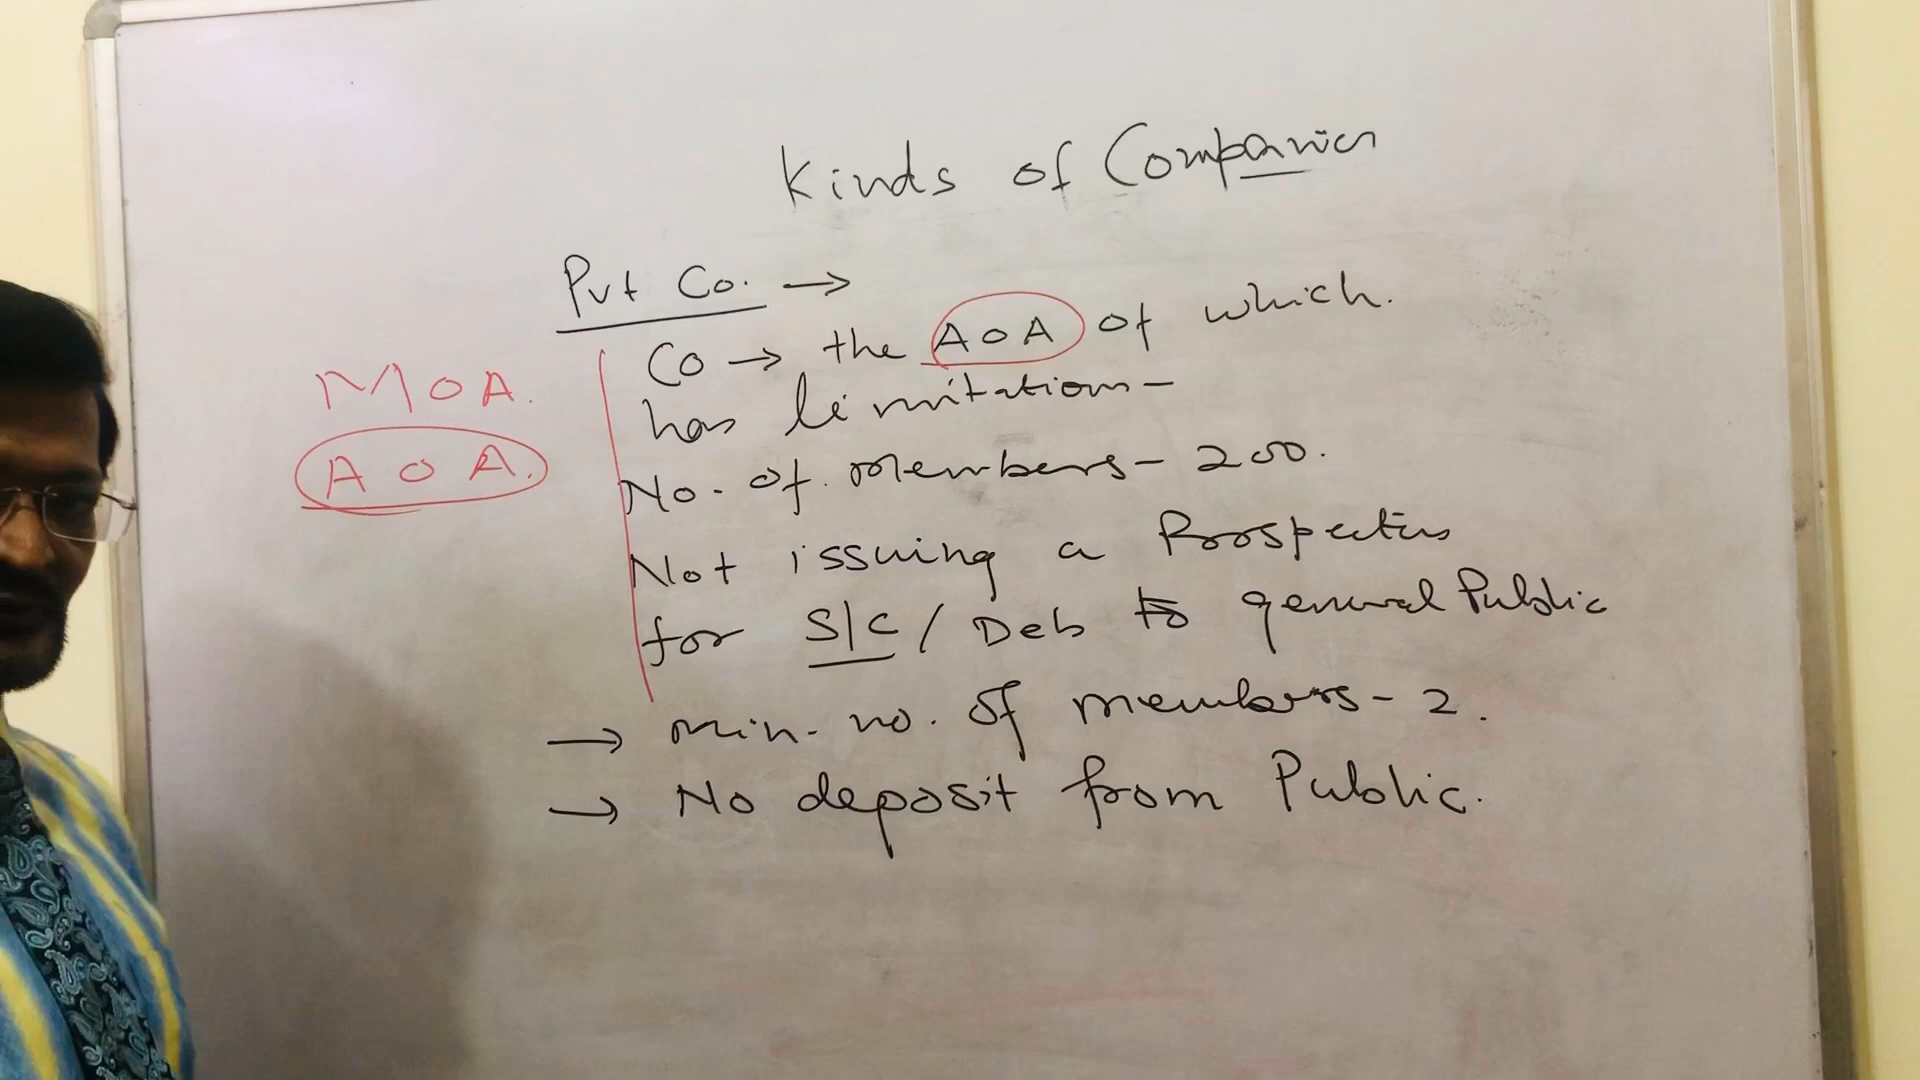 Kinds of Companies
Pvt Co. →
Co → the AOA of which.
has limitations -
No. of. Members - 200.
Not issuing a Prospectus
for S/C / Deb to general Public
→ Min. no. of members - 2.
→ No deposit from Public.
MOA.
AOA.